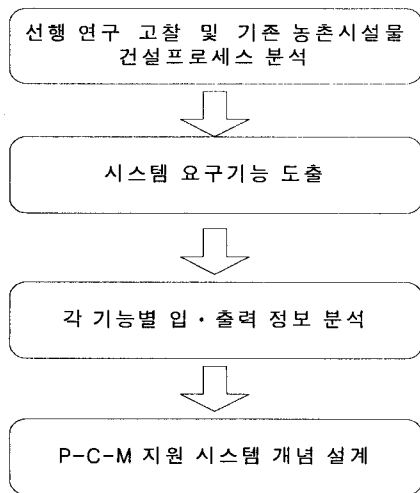 선행 연구 고찰 및 기존 농촌시설물
건설프로세스 분석
시스템 요구기능 도출
각 기능별 입·출력 정보 분석
P-C-M 지원 시스템 개념 설계